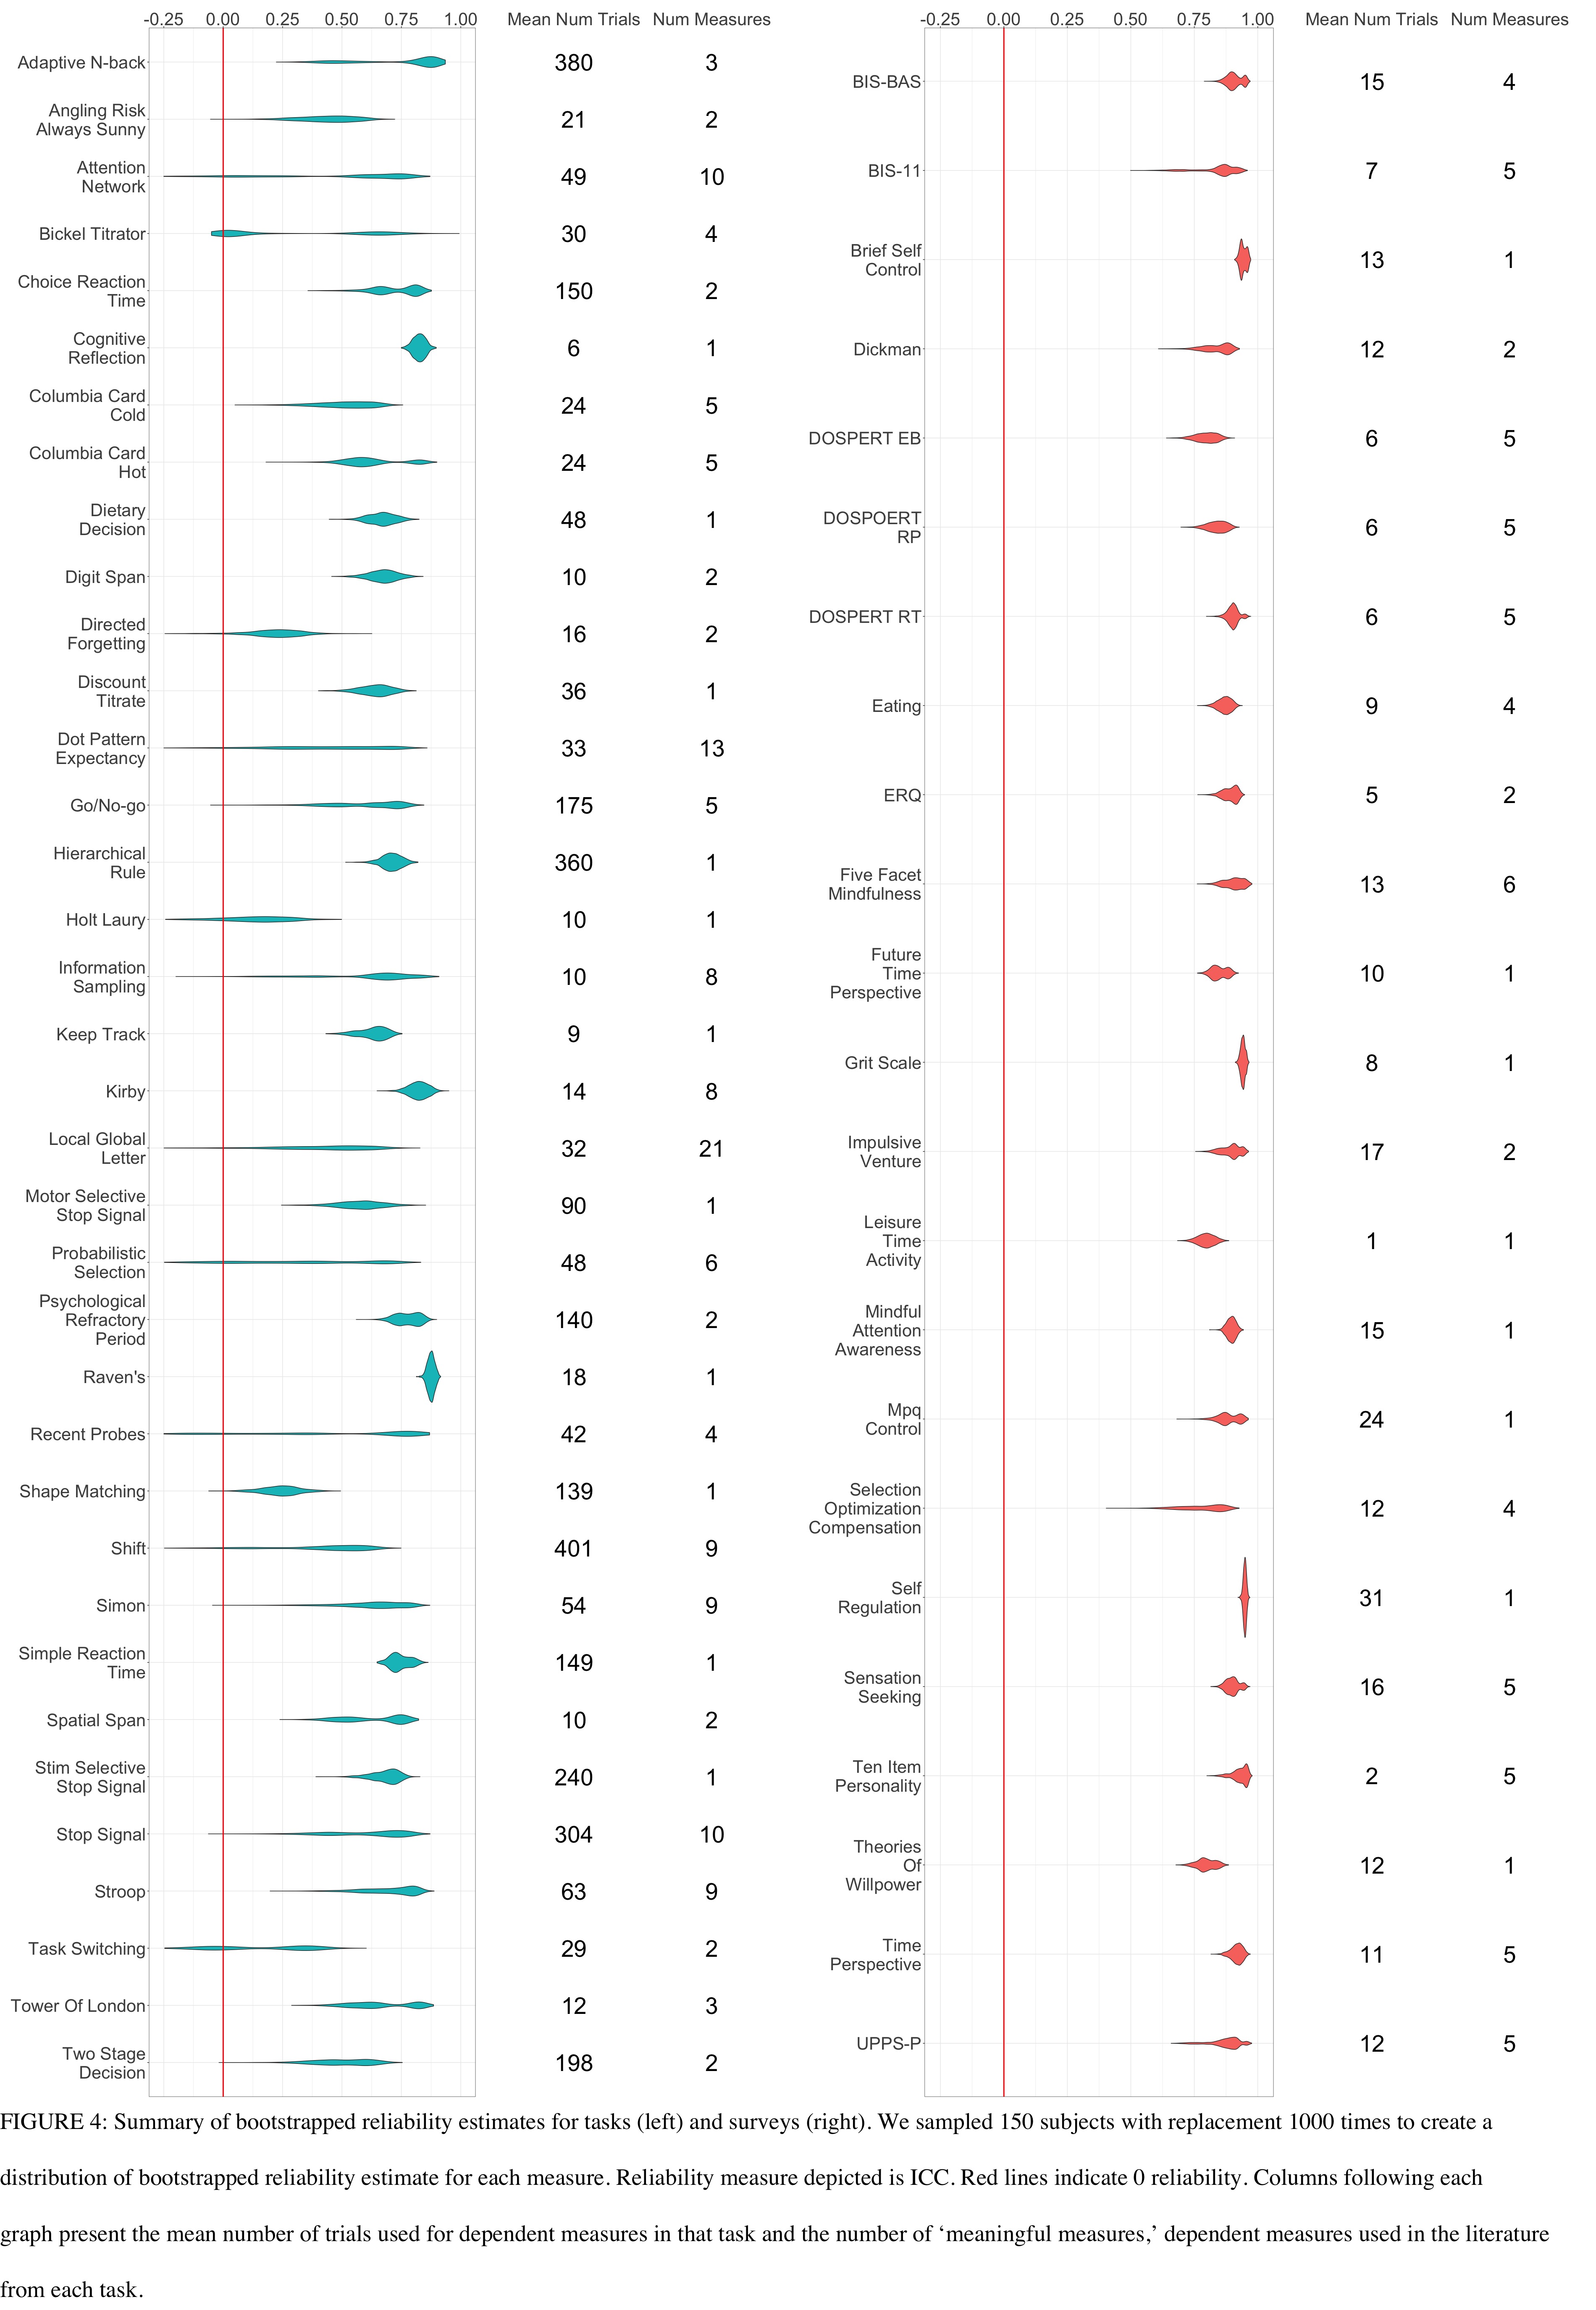 -0.25 0.00 0.25 0.50 0.75 1.00 Mean Num Trials Num Measures
Adaptive N-back 380 3
Angling Risk
Always Sunny 21 2
Attention
Network 49 10
Bickel Titrator 30 4
Choice Reaction
Time 150 2
Cognitive
Reflection 6 1
Columbia Card
Cold 24 5
Columbia Card
Hot 24 5
Dietary
Decision 48 1
Digit Span 10 2
Directed
Forgetting 16 2
Discount
Titrate 36 1
Dot Pattern
Expectancy 33 13
Go/No-go 175 5
Hierarchical
Rule 360 1
Holt Laury 10 1
Information
Sampling 10 8
Keep Track 9 1
Kirby 14 8
Local Global
Letter 32 21
Motor Selective
Stop Signal 90 1
Probabilistic
Selection 48 6
Psychological
Refractory
Period 140 2
Raven's 18 1
Recent Probes 42 4
Shape Matching 139 1
Shift 401 9
Simon 54 9
Simple Reaction
Time 149 1
Spatial Span 10 2
Stim Selective
Stop Signal 240 1
Stop Signal 304 10
Stroop 63 9
Task Switching 29 2
Tower Of London 12 3
Two Stage
Decision 198 2
-0.25 0.00 0.25 0.50 0.75 1.00 Mean Num Trials Num Measures
BIS-BAS 15 4
BIS-11 7 5
Brief Self
Control 13 1
Dickman 12 2
DOSPERT EB 6 5
DOSPOERT
RP 6 5
DOSPERT RT 6 5
Eating 9 4
ERQ 5 2
Five Facet
Mindfulness 13 6
Future
Time
Perspective 10 1
Grit Scale 8 1
Impulsive
Venture 17 2
Leisure
Time
Activity 1 1
Mindful
Attention
Awareness 15 1
Mpq
Control 24 1
Selection
Optimization
Compensation 12 4
Self
Regulation 31 1
Sensation
Seeking 16 5
Ten Item
Personality 2 5
Theories
Of
Willpower 12 1
Time
Perspective 11 5
UPPS-P 12 5
FIGURE 4: Summary of bootstrapped reliability estimates for tasks (left) and surveys (right). We sampled 150 subjects with replacement 1000 times to create a
distribution of bootstrapped reliability estimate for each measure. Reliability measure depicted is ICC. Red lines indicate 0 reliability. Columns following each
graph present the mean number of trials used for dependent measures in that task and the number of ‘meaningful measures,’ dependent measures used in the literature
from each task.